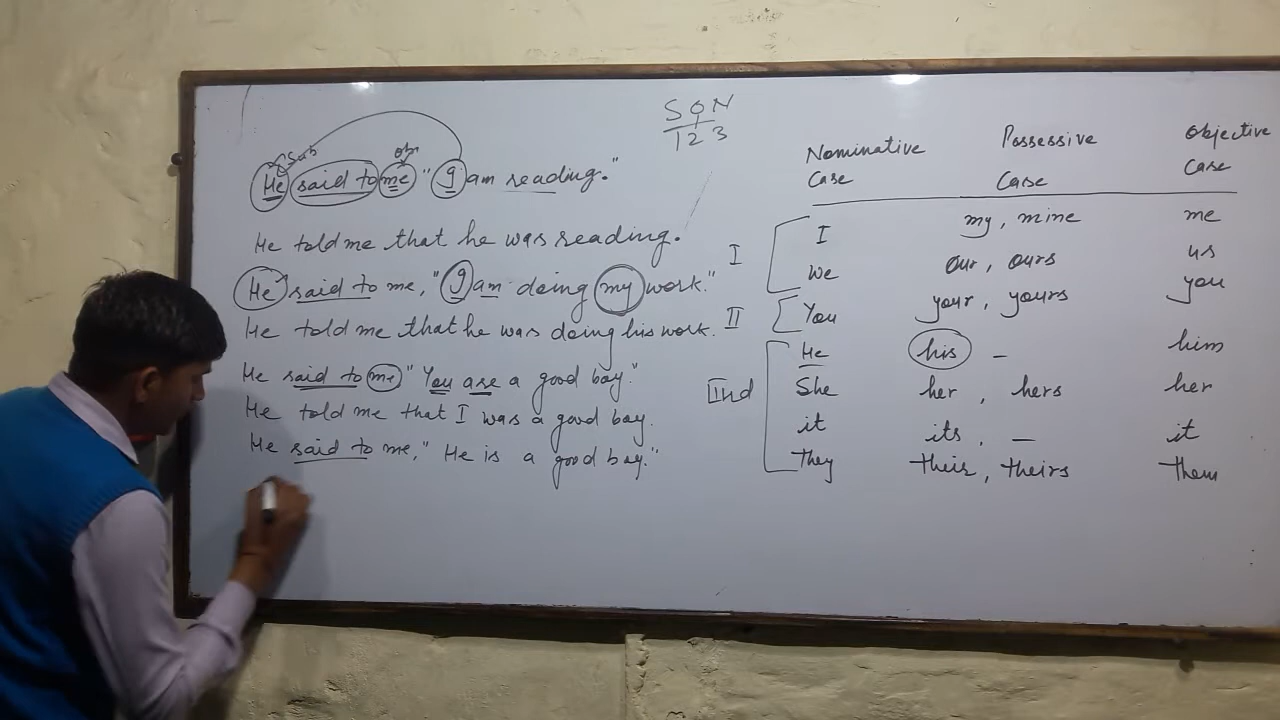 SON
123
Sub obj
He said to me "I am reading."
He told me that he was reading.
He said to me, "I am doing my work."
He told me that he was doing his work.
He said to me "You are a good boy."
He told me that I was a good boy.
He said to me, "He is a good boy."
Nominative Case Possessive Case Objective Case
I I my, mine me
We our, ours us
II You your, yours you
IIIrd He his – him
She her, hers her
it its, – it
They their, theirs them